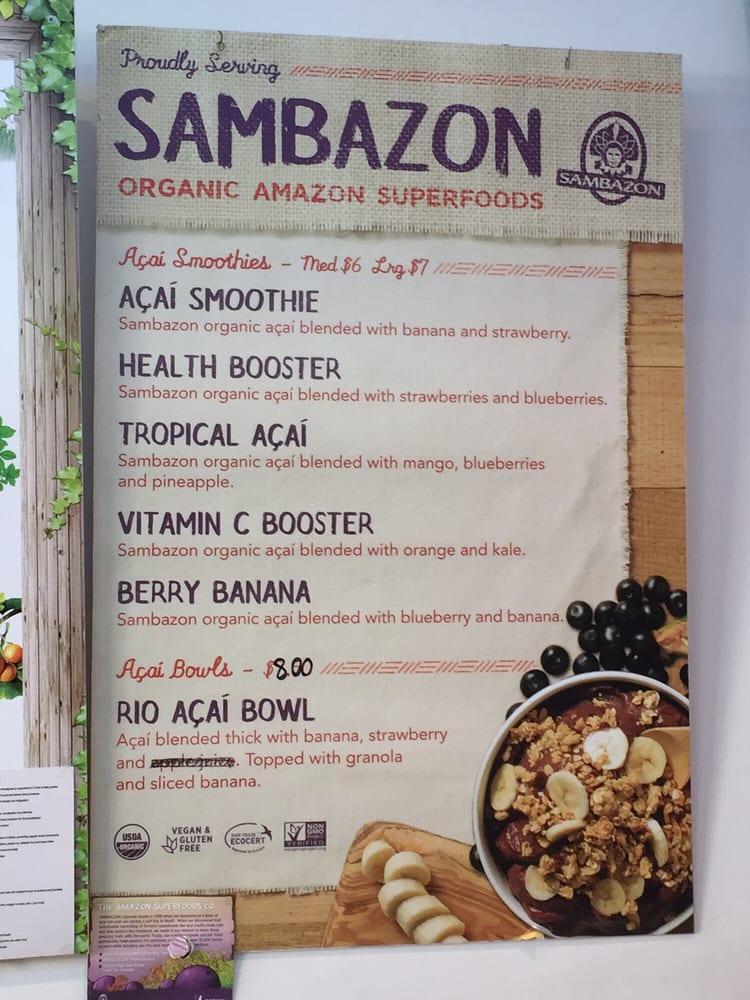 Proudly Serving
SAMBAZON
SAMBAZON
ORGANIC AMAZON SUPERFOODS
Açaí Smoothies - Med $6 Lrg $7
AÇAÍ SMOOTHIE
Sambazon organic açaí blended with banana and strawberry.
HEALTH BOOSTER
Sambazon organic açaí blended with strawberries and blueberries.
TROPICAL AÇAÍ
Sambazon organic açaí blended with mango, blueberries
and pineapple.
VITAMIN C BOOSTER
Sambazon organic açaí blended with orange and kale.
BERRY BANANA
Sambazon organic açaí blended with blueberry and banana.
Açaí Bowls - $8.00
RIO AÇAÍ BOWL
Açaí blended thick with banana, strawberry
and apple juice. Topped with granola
and sliced banana.
USDA
ORGANIC
VEGAN &
GLUTEN
FREE
FAIR TRADE
ECOCERT
NON
GMO
Project
VERIFIED
THE AMAZON SUPERFOODS CO.